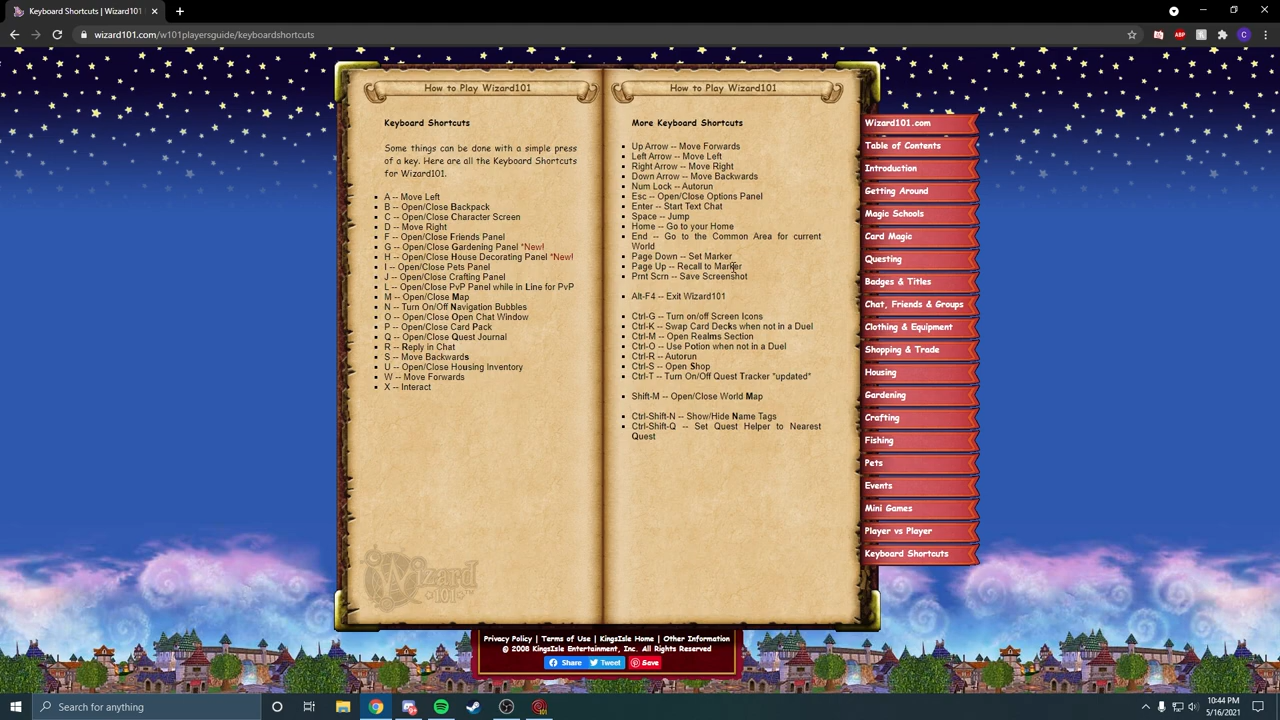 Keyboard Shortcuts | Wizard101
wizard101.com/w101playersguide/keyboardshortcuts
ABP
C
How to Play Wizard101
Keyboard Shortcuts
Some things can be done with a simple press
of a key. Here are all the Keyboard Shortcuts
for Wizard101.
A -- Move Left
B -- Open/Close Backpack
C -- Open/Close Character Screen
D -- Move Right
F -- Open/Close Friends Panel
G -- Open/Close Gardening Panel *New!
H -- Open/Close House Decorating Panel *New!
I -- Open/Close Pets Panel
J -- Open/Close Crafting Panel
L -- Open/Close PvP Panel while in Line for PvP
M -- Open/Close Map
N -- Turn On/Off Navigation Bubbles
O -- Open/Close Open Chat Window
P -- Open/Close Card Pack
Q -- Open/Close Quest Journal
R -- Reply in Chat
S -- Move Backwards
U -- Open/Close Housing Inventory
W -- Move Forwards
X -- Interact
Wizard
101
TM
How to Play Wizard101
More Keyboard Shortcuts
Up Arrow -- Move Forwards
Left Arrow -- Move Left
Right Arrow -- Move Right
Down Arrow -- Move Backwards
Num Lock -- Autorun
Esc -- Open/Close Options Panel
Enter -- Start Text Chat
Space -- Jump
Home -- Go to your Home
End -- Go to the Common Area for current
World
Page Down -- Set Marker
Page Up -- Recall to Marker
Prnt Scrn -- Save Screenshot
Alt-F4 -- Exit Wizard101
Ctrl-G -- Turn on/off Screen Icons
Ctrl-K -- Swap Card Decks when not in a Duel
Ctrl-M -- Open Realms Section
Ctrl-O -- Use Potion when not in a Duel
Ctrl-R -- Autorun
Ctrl-S -- Open Shop
Ctrl-T -- Turn On/Off Quest Tracker *updated*
Shift-M -- Open/Close World Map
Ctrl-Shift-N -- Show/Hide Name Tags
Ctrl-Shift-Q -- Set Quest Helper to Nearest
Quest
Wizard101.com
Table of Contents
Introduction
Getting Around
Magic Schools
Card Magic
Questing
Badges & Titles
Chat, Friends & Groups
Clothing & Equipment
Shopping & Trade
Housing
Gardening
Crafting
Fishing
Pets
Events
Mini Games
Player vs Player
Keyboard Shortcuts
Privacy Policy | Terms of Use | KingsIsle Home | Other Information
© 2008 KingsIsle Entertainment, Inc. All Rights Reserved
Share Tweet Save
Search for anything
10:44 PM
5/16/2021